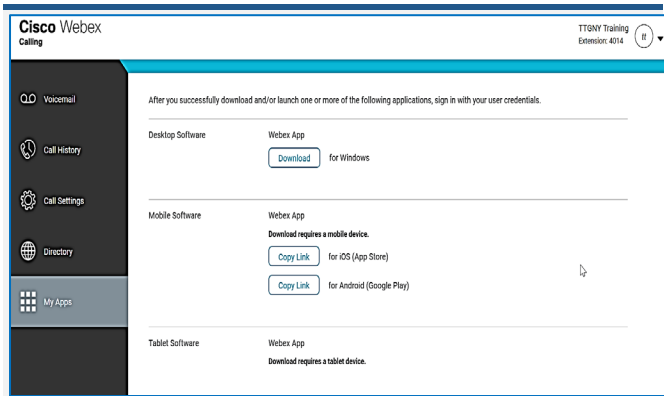 Cisco Webex
Calling
TTGNY Training
Extension: 4014
tt
Voicemail
Call History
Call Settings
Directory
My Apps
After you successfully download and/or launch one or more of the following applications, sign in with your user credentials.
Desktop Software
Webex App
Download for Windows
Mobile Software
Webex App
Download requires a mobile device.
Copy Link for iOS (App Store)
Copy Link for Android (Google Play)
Tablet Software
Webex App
Download requires a tablet device.